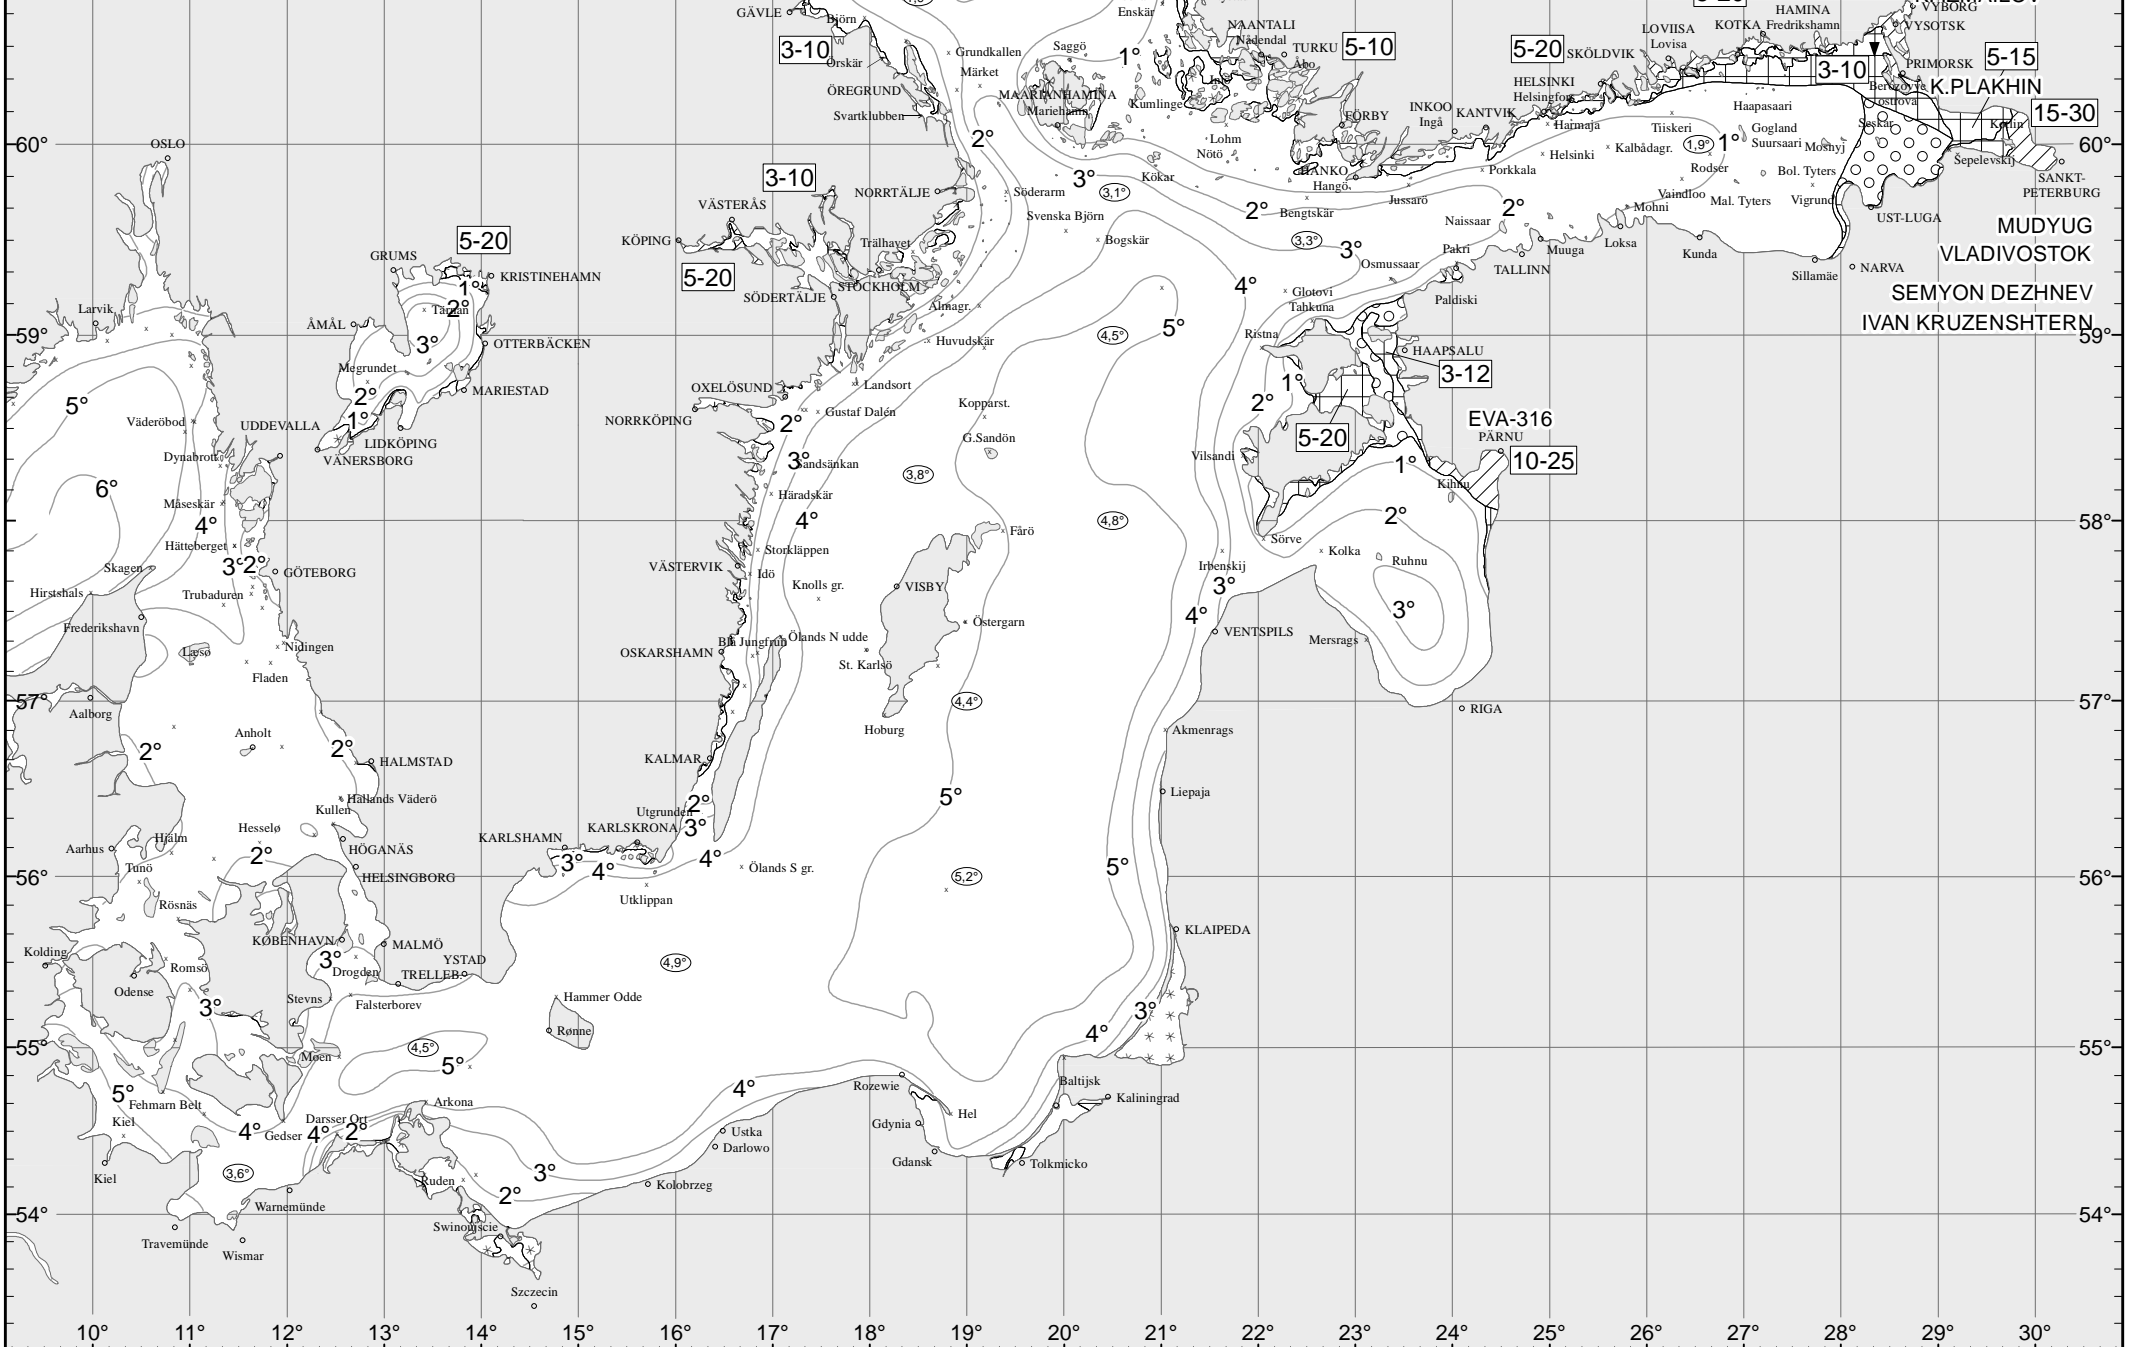 GÄVLE
Björn
3-10
Örskär
Grundkallen
Märket
ÖREGRUND
Svartklubben
Enskär
Saggö
1°
MAARIANHAMINA
Mariehamn
Kumlinge
NAANTALI
Nådendal
TURKU
Åbo
5-10
Lohm
Nötö
FÖRBY
INKOO
Ingå
KANTVIK
5-20
SKÖLDVIK
HELSINKI
Helsingfors
LOVIISA
Lovisa
KOTKA
HAMINA
Fredrikshamn
VYBORG
VYSOTSK
PRIMORSK
3-10
5-15
K.PLAKHIN
15-30
Harmaja
Helsinki
Kalbådagr.
Tiiskeri
1,9°
1°
Haapasaari
Gogland
Suursaari
Rodser
Moshyj
Seskar
Kotlin
Šepelevskij
SANKT-
PETERBURG
Bol. Tyters
Vigrund
Mal. Tyters
Vaindloo
Mohni
UST-LUGA
60°
60°
OSLO
2°
3°
3,1°
Kökar
HANKO
Hangö
Jussarö
Porkkala
3-10
VÄSTERÅS
NORRTÄLJE
Söderarm
Svenska Björn
Bogskär
2°
Bengtskär
3,3°
3°
Naissaar
2°
Pakri
Osmussaar
TALLINN
Muuga
Loksa
Kunda
Sillamäe
NARVA
MUDYUG
VLADIVOSTOK
SEMYON DEZHNEV
IVAN KRUZENSHTERN
KÖPING
5-20
SÖDERTÄLJE
Trälhavet
STOCKHOLM
Almagr.
Huvudskär
5-20
GRUMS
KRISTINEHAMN
1°
2°
Tärnan
3°
ÅMÅL
OTTERBÄCKEN
Megrundet
MARIESTAD
2°
1°
LIDKÖPING
VÄNERSBORG
Larvik
4°
5°
4,5°
Glotovi
Tahkuna
Ristna
Paldiski
HAAPSALU
3-12
59°
59°
5°
Väderöbod
UDDEVALLA
Dynabrott
6°
Måseskär
4°
Hätteberget
3°
2°
Skagen
GÖTEBORG
Hirstshals
Trubaduren
Frederikshavn
Læsø
Nidingen
Fladen
OXELÖSUND
NORRKÖPING
Landsort
Gustaf Dalén
2°
3°
Sandsänkan
Häradskär
4°
Storkläppen
VÄSTERVIK
Idö
Knolls gr.
Kopparst.
G.Sandön
3,8°
4,8°
Fårö
VISBY
Östergarn
Blå Jungfrun
Ölands N udde
OSKARSHAMN
St. Karlsö
Hoburg
4,4°
1°
2°
5-20
Vilsandi
EVA-316
PÄRNU
10-25
1°
Kihnu
2°
Sörve
Kolka
Ruhnu
Irbenskij
3°
4°
3°
VENTSPILS
Mersrags
RIGA
58°
57°
57°
Aalborg
2°
Anholt
2°
HALMSTAD
Hallands Väderö
Kullen
Hesselø
2°
HÖGANÄS
HELSINGBORG
Aarhus
Hjälm
Tunö
Rösnäs
KALMAR
2°
Utgrunden
3°
KARLSKRONA
KARLSHAMN
3°
4°
4°
Ölands S gr.
Utklippan
5°
Akmenrags
Liepaja
5°
5,2°
56°
56°
KØBENHAVN
MALMÖ
3°
Drogden
YSTAD
TRELLEB.
Kolding
Romsö
Odense
3°
Stevns
Falsterborev
4,9°
Hammer Odde
Rønne
KLAIPEDA
3°
4°
55°
55°
Moen
4,5°
5°
5°
Fehmarn Belt
Kiel
4°
Gedser
Darsser Ort
4°
2°
Arkona
3,6°
Kiel
Warnemünde
Travemünde
Wismar
Ruden
3°
2°
Swinoujscie
Szczecin
Kolobrzeg
4°
Ustka
Darlowo
Rozewie
Hel
Gdynia
Gdansk
Tolkmicko
Baltijsk
Kaliningrad
54°
54°
10° 11° 12° 13° 14° 15° 16° 17° 18° 19° 20° 21° 22° 23° 24° 25° 26° 27° 28° 29° 30°